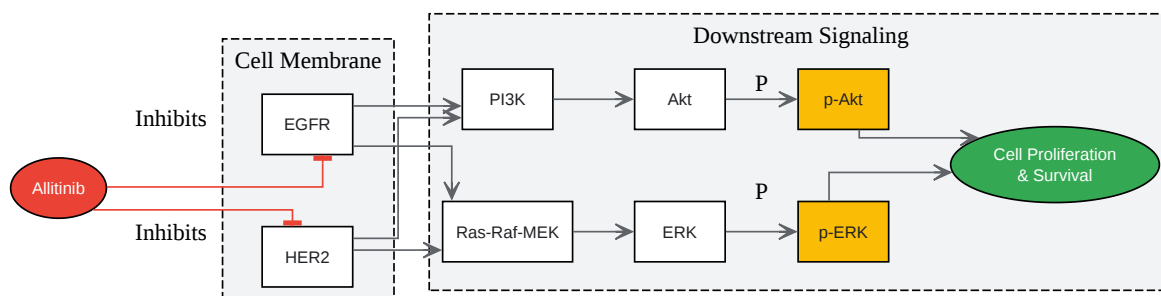 Downstream Signaling
Cell Membrane
PI3K
Akt
P
p-Akt
Inhibits
EGFR
Cell Proliferation
& Survival
Allitinib
P
Inhibits
HER2
Ras-Raf-MEK
ERK
p-ERK